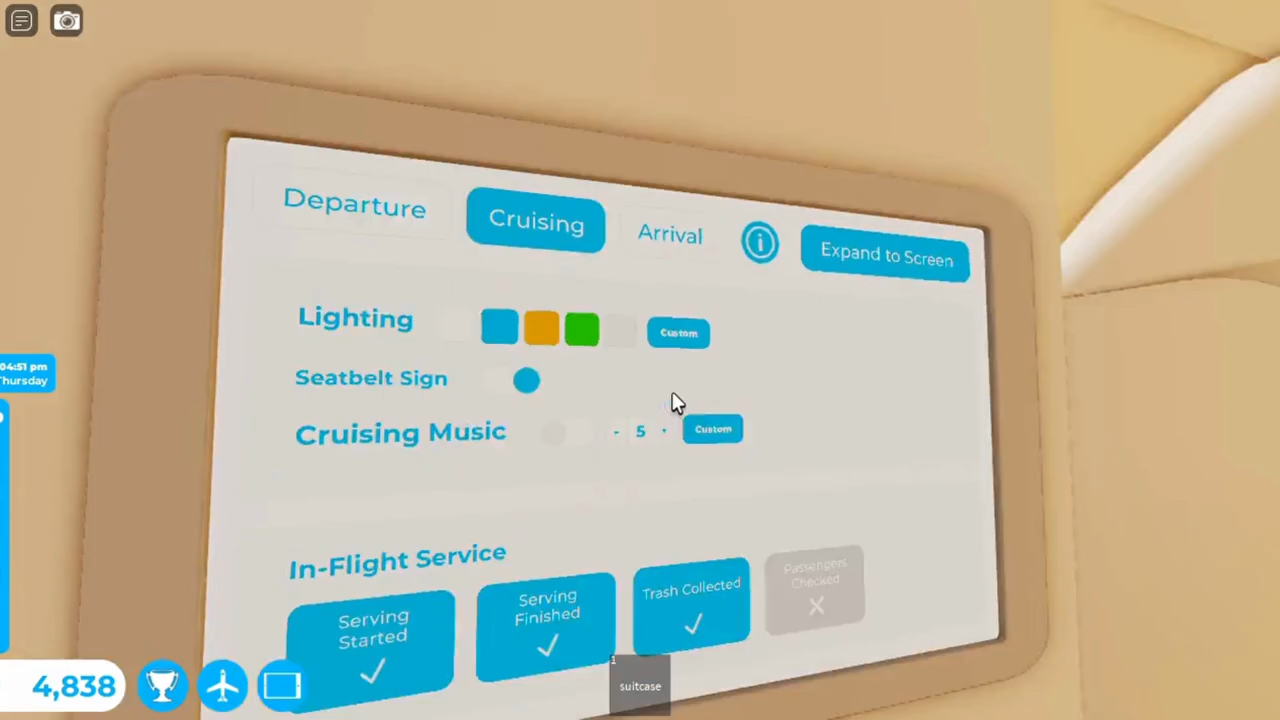 Departure
Cruising
Arrival
i
Expand to Screen
Lighting
Custom
04:51 pm
Thursday
Seatbelt Sign
Cruising Music
- 5 +
Custom
In-Flight Service
Serving
Started
Serving
Finished
Trash Collected
Passengers
Checked
4,838
1
suitcase